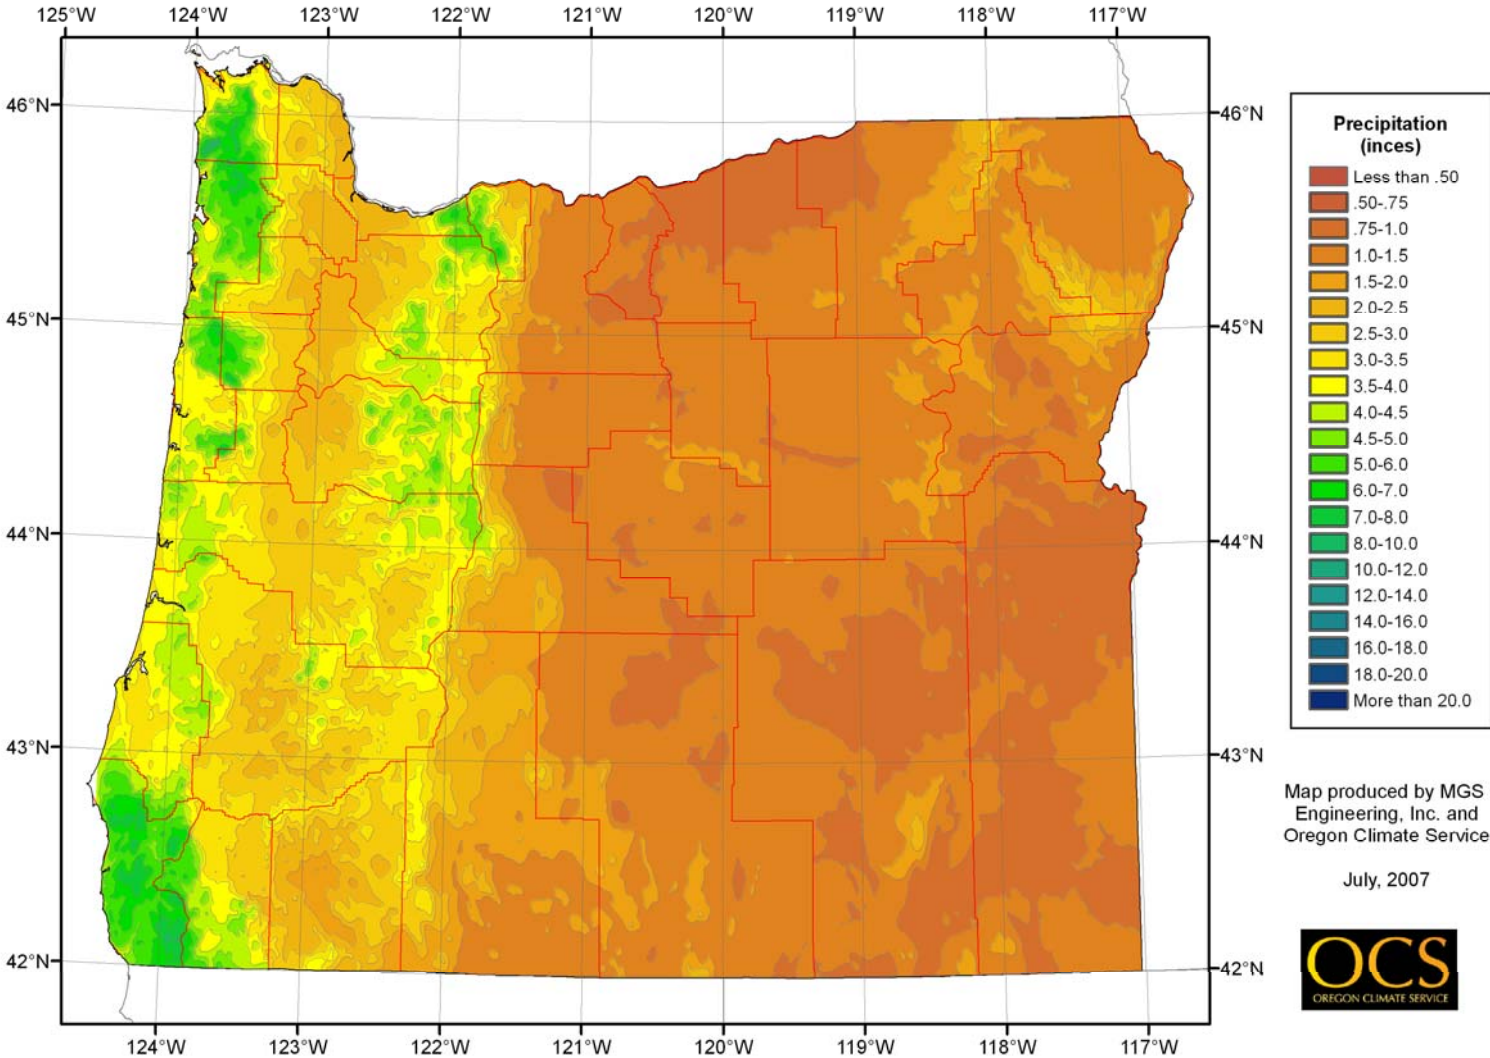 125°W 124°W 123°W 122°W 121°W 120°W 119°W 118°W 117°W
46°N 46°N
45°N 45°N
44°N 44°N
43°N 43°N
42°N 42°N
124°W 123°W 122°W 121°W 120°W 119°W 118°W 117°W
Precipitation
(inces)
Less than .50
.50-.75
.75-1.0
1.0-1.5
1.5-2.0
2.0-2.5
2.5-3.0
3.0-3.5
3.5-4.0
4.0-4.5
4.5-5.0
5.0-6.0
6.0-7.0
7.0-8.0
8.0-10.0
10.0-12.0
12.0-14.0
14.0-16.0
16.0-18.0
18.0-20.0
More than 20.0
Map produced by MGS
Engineering, Inc. and
Oregon Climate Service
July, 2007
OCS
OREGON CLIMATE SERVICE